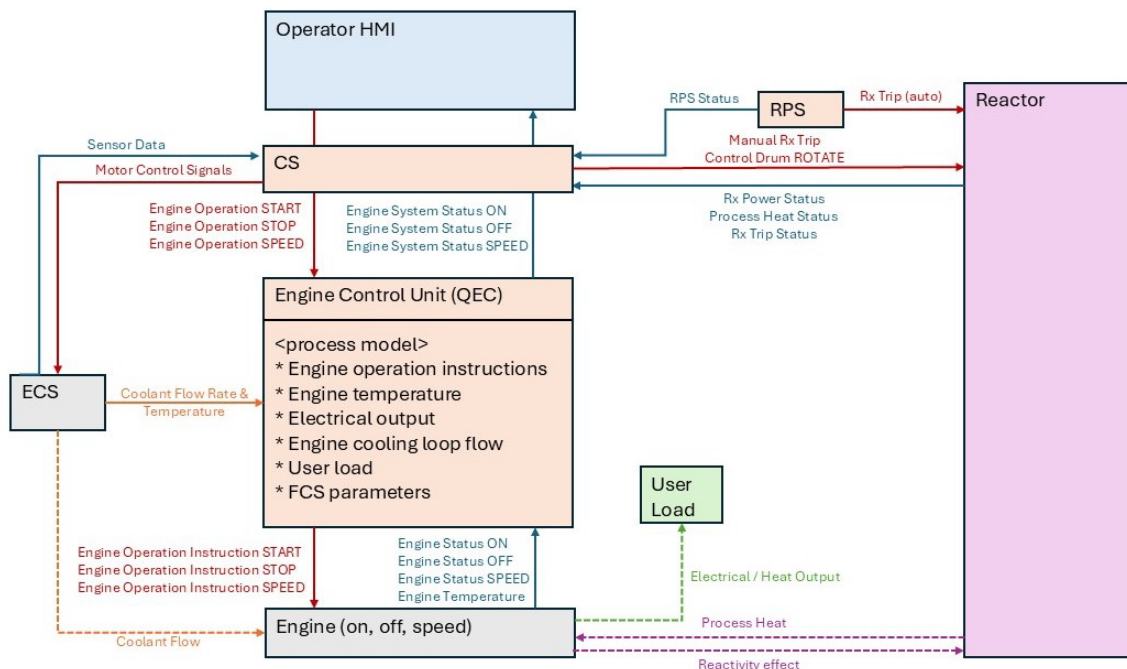 Operator HMI
RPS Status
RPS
Rx Trip (auto)
Reactor
Sensor Data
Motor Control Signals
CS
Manual Rx Trip
Control Drum ROTATE
Rx Power Status
Process Heat Status
Rx Trip Status
Engine Operation START
Engine Operation STOP
Engine Operation SPEED
Engine System Status ON
Engine System Status OFF
Engine System Status SPEED
Engine Control Unit (QEC)
<process model>
* Engine operation instructions
* Engine temperature
* Electrical output
* Engine cooling loop flow
* User load
* FCS parameters
ECS
Coolant Flow Rate &
Temperature
User
Load
Engine Operation Instruction START
Engine Operation Instruction STOP
Engine Operation Instruction SPEED
Engine Status ON
Engine Status OFF
Engine Status SPEED
Engine Temperature
Electrical / Heat Output
Coolant Flow
Engine (on, off, speed)
Process Heat
Reactivity effect